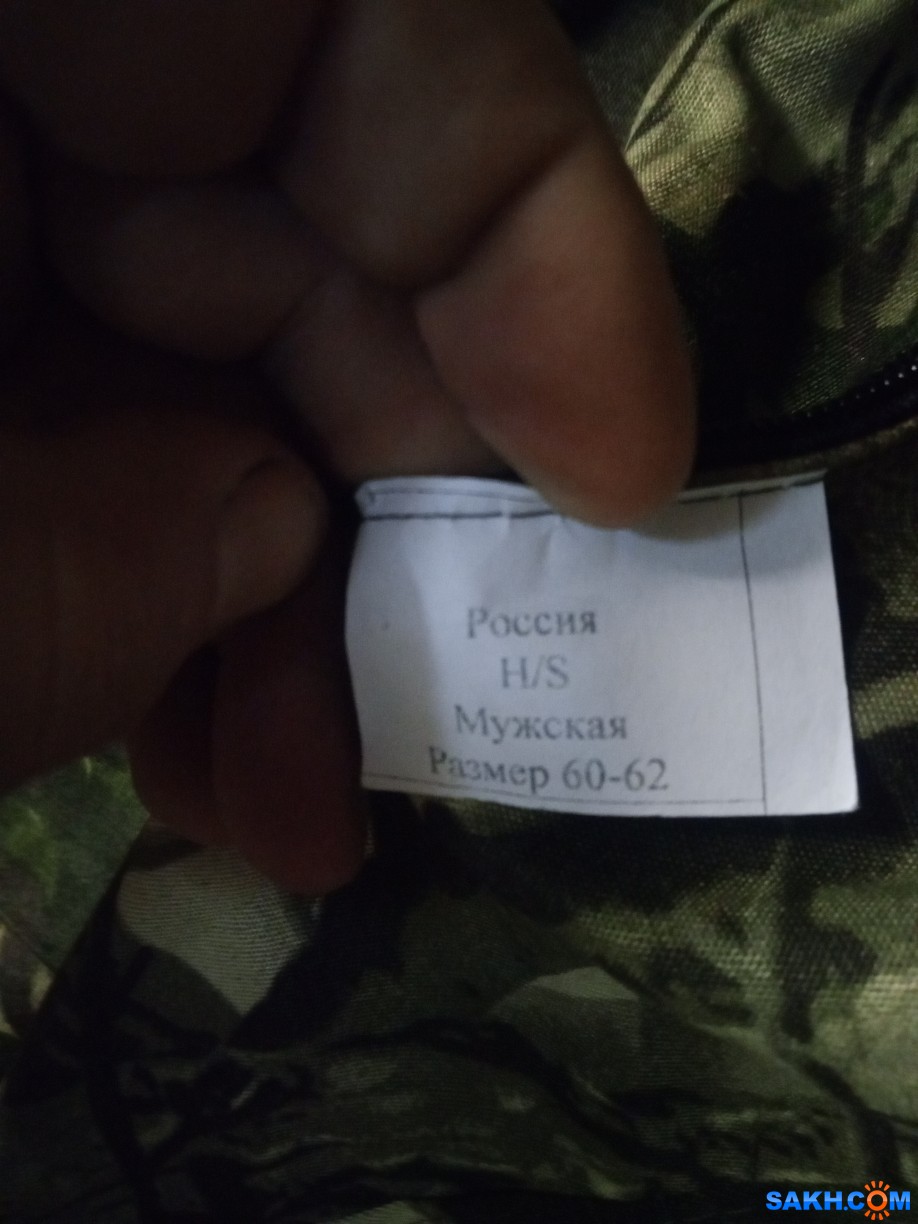 Россия
H/S
Мужская
Размер 60-62
SAKH.COM